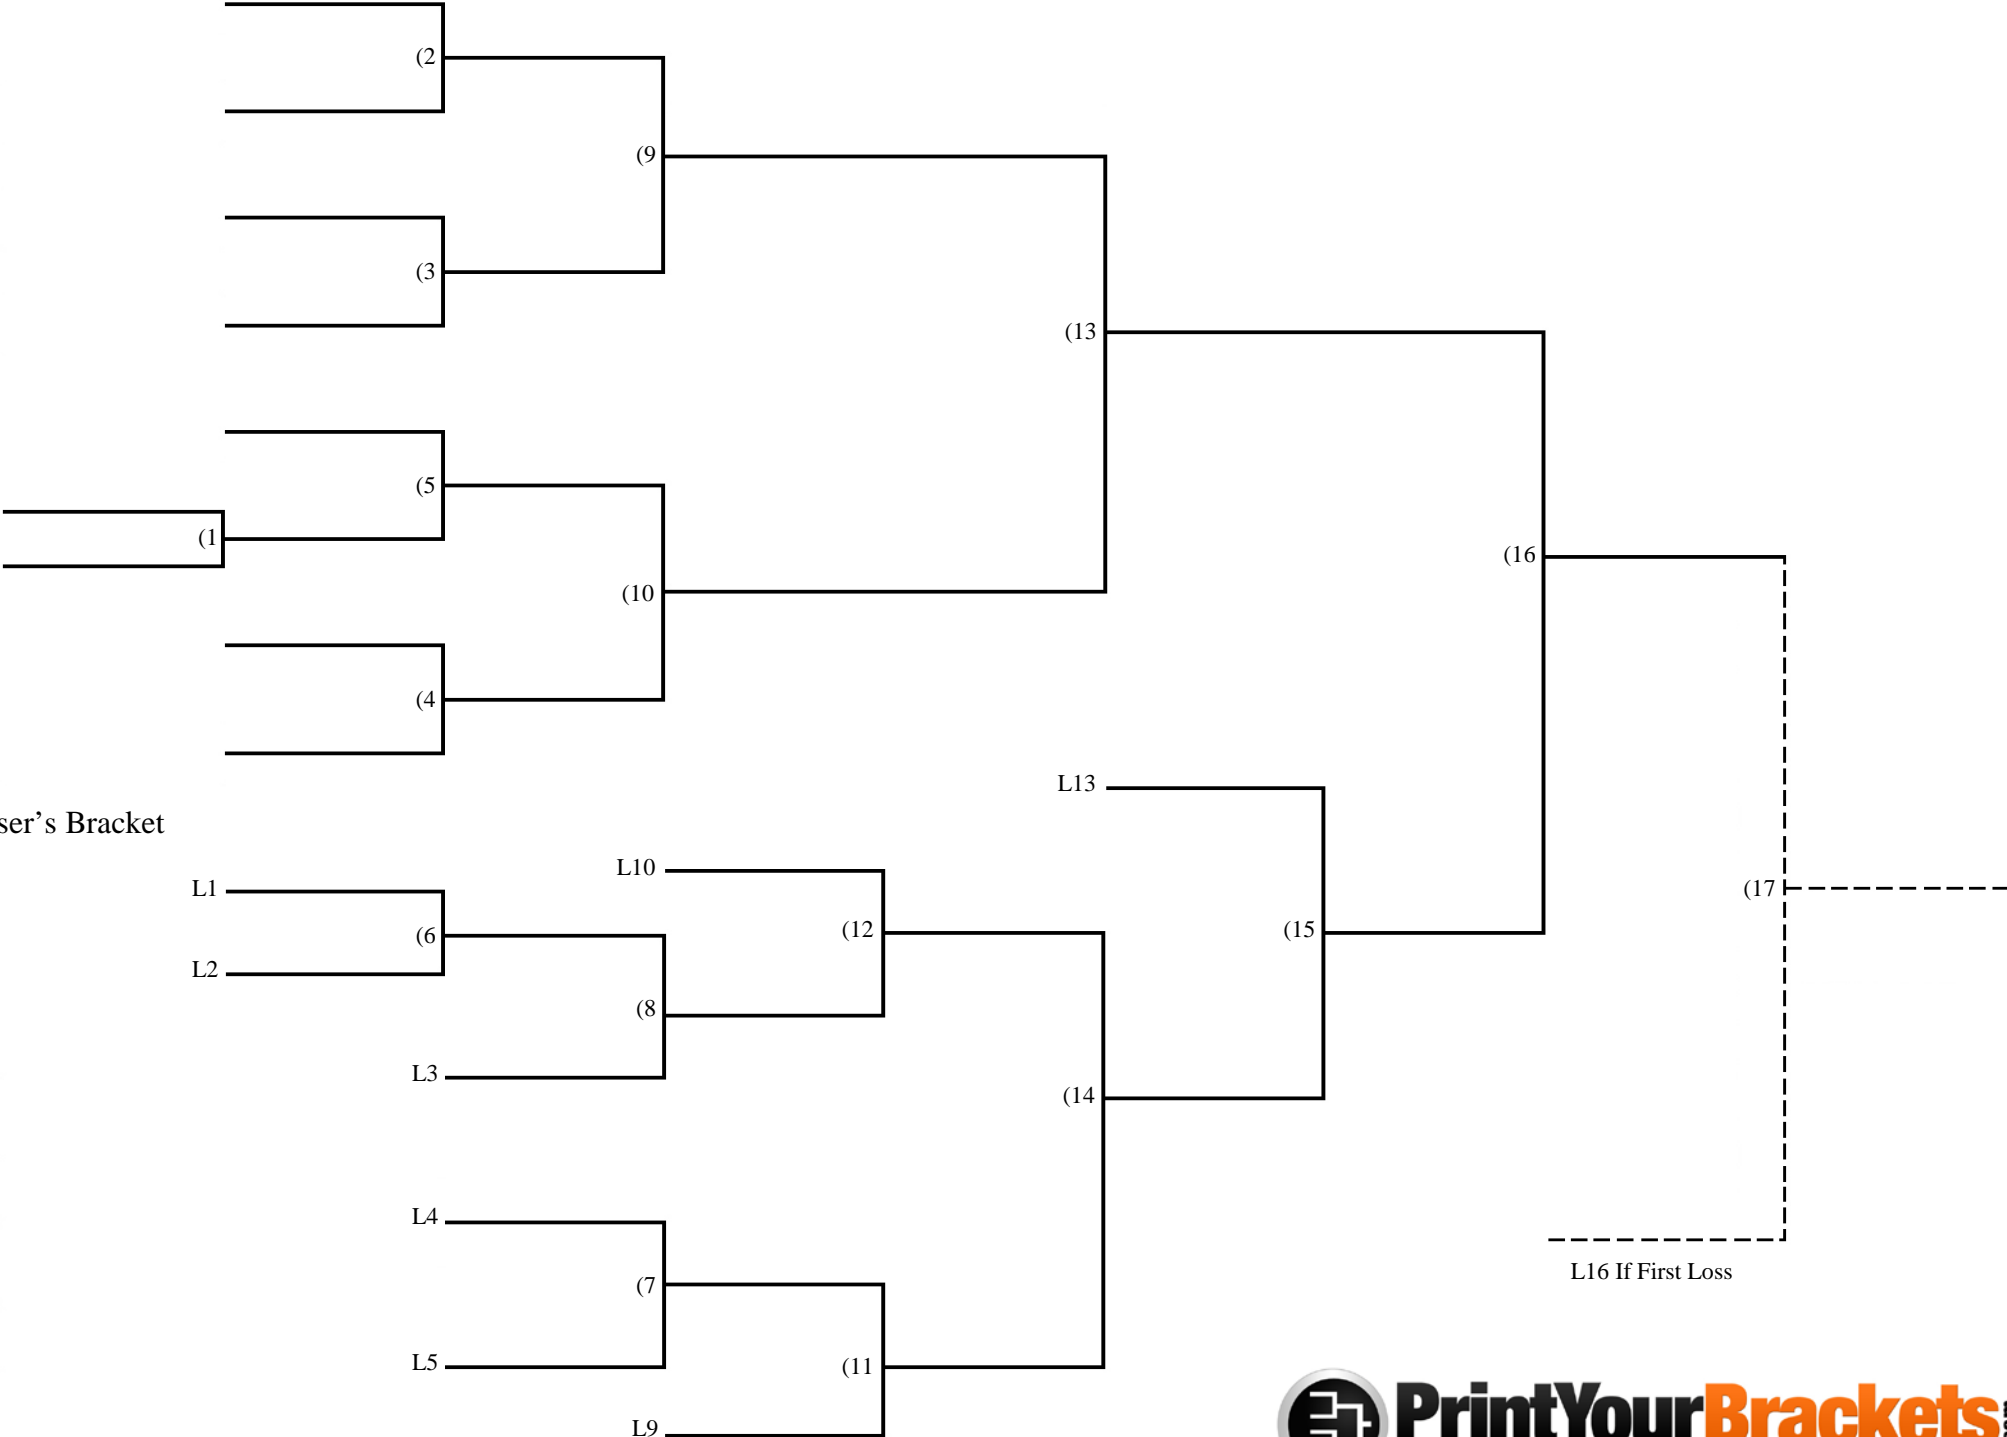 (2
(9
(3
(13
(5
(1
(16
(10
(4
L13
ser’s Bracket
L10
L1
(17
(12
(15
(6
L2
(8
L3
(14
L4
L16 If First Loss
(7
L5
(11
PrintYourBrackets
L9